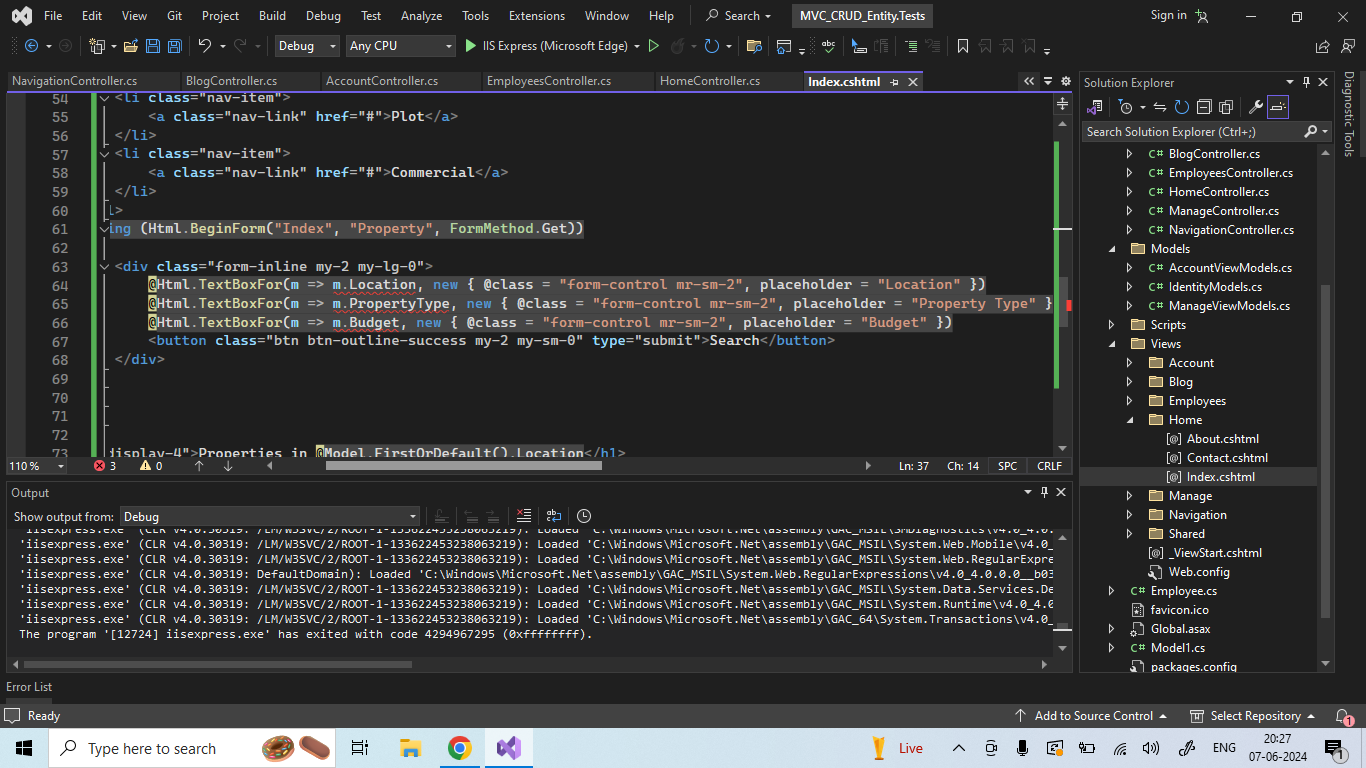 File Edit View Git Project Build Debug Test Analyze Tools Extensions Window Help Search MVC_CRUD_Entity.Tests Sign in
Debug Any CPU IIS Express (Microsoft Edge)
NavigationController.cs BlogController.cs AccountController.cs EmployeesController.cs HomeController.cs Index.cshtml
54 <li class="nav-item">
55 <a class="nav-link" href="#">Plot</a>
56 </li>
57 <li class="nav-item">
58 <a class="nav-link" href="#">Commercial</a>
59 </li>
60 l>
61 ing (Html.BeginForm("Index", "Property", FormMethod.Get))
62
63 <div class="form-inline my-2 my-lg-0">
64 @Html.TextBoxFor(m => m.Location, new { @class = "form-control mr-sm-2", placeholder = "Location" })
65 @Html.TextBoxFor(m => m.PropertyType, new { @class = "form-control mr-sm-2", placeholder = "Property Type" }
66 @Html.TextBoxFor(m => m.Budget, new { @class = "form-control mr-sm-2", placeholder = "Budget" })
67 <button class="btn btn-outline-success my-2 my-sm-0" type="submit">Search</button>
68 </div>
69
70
71
72
73 display-4">Properties in @Model.FirstOrDefault().Location</h1>
110 % 3 0 Ln: 37 Ch: 14 SPC CRLF
Output
Show output from: Debug
'iisexpress.exe' (CLR v4.0.30319: /LM/W3SVC/2/ROOT-1-133622453238063219): Loaded 'C:\Windows\Microsoft.Net\assembly\GAC_MSIL\SMDiagnostics\v4.0_4.0.
'iisexpress.exe' (CLR v4.0.30319: /LM/W3SVC/2/ROOT-1-133622453238063219): Loaded 'C:\Windows\Microsoft.Net\assembly\GAC_MSIL\System.Web.Mobile\v4.0_
'iisexpress.exe' (CLR v4.0.30319: /LM/W3SVC/2/ROOT-1-133622453238063219): Loaded 'C:\Windows\Microsoft.Net\assembly\GAC_MSIL\System.Web.RegularExpre
'iisexpress.exe' (CLR v4.0.30319: DefaultDomain): Loaded 'C:\Windows\Microsoft.Net\assembly\GAC_MSIL\System.Web.RegularExpressions\v4.0_4.0.0.0__b03
'iisexpress.exe' (CLR v4.0.30319: /LM/W3SVC/2/ROOT-1-133622453238063219): Loaded 'C:\Windows\Microsoft.Net\assembly\GAC_MSIL\System.Data.Services.De
'iisexpress.exe' (CLR v4.0.30319: /LM/W3SVC/2/ROOT-1-133622453238063219): Loaded 'C:\Windows\Microsoft.Net\assembly\GAC_MSIL\System.Runtime\v4.0_4.0
'iisexpress.exe' (CLR v4.0.30319: /LM/W3SVC/2/ROOT-1-133622453238063219): Loaded 'C:\Windows\Microsoft.Net\assembly\GAC_64\System.Transactions\v4.0_
The program '[12724] iisexpress.exe' has exited with code 4294967295 (0xffffffff).
Error List
Solution Explorer
Search Solution Explorer (Ctrl+;)
C# BlogController.cs
C# EmployeesController.cs
C# HomeController.cs
C# ManageController.cs
C# NavigationController.cs
Models
C# AccountViewModels.cs
C# IdentityModels.cs
C# ManageViewModels.cs
Scripts
Views
Account
Blog
Employees
Home
[@] About.cshtml
[@] Contact.cshtml
[@] Index.cshtml
Manage
Navigation
Shared
[@] _ViewStart.cshtml
Web.config
C# Employee.cs
favicon.ico
Global.asax
C# Model1.cs
packages.config
Diagnostic Tools
Ready Add to Source Control Select Repository 1
Type here to search Live ENG 20:27
07-06-2024 1